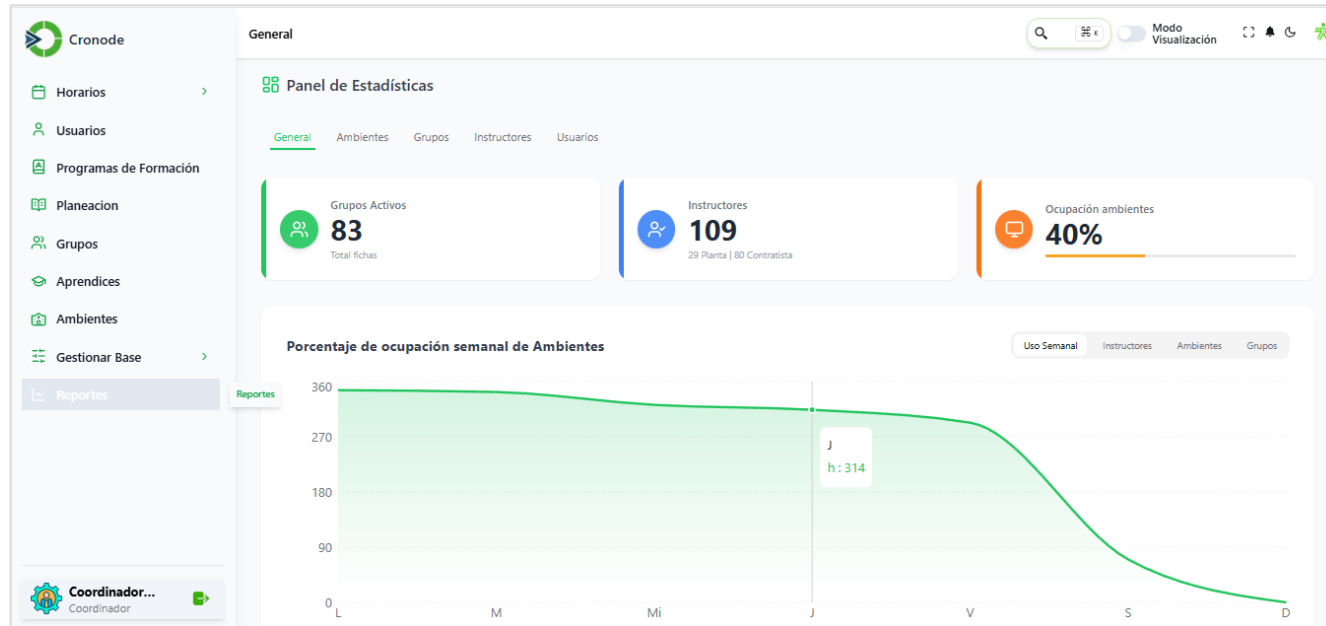 Cronode
General
⌘ K
Modo
Visualización
Horarios
Usuarios
Programas de Formación
Planeacion
Grupos
Aprendices
Ambientes
Gestionar Base
Reportes
Reportes
Coordinador...
Coordinador
Panel de Estadísticas
General Ambientes Grupos Instructores Usuarios
Grupos Activos
83
Total fichas
Instructores
109
29 Planta | 80 Contratista
Ocupación ambientes
40%
Porcentaje de ocupación semanal de Ambientes
Uso Semanal Instructores Ambientes Grupos
360
270
180
90
0
J
h : 314
L M Mi J V S D